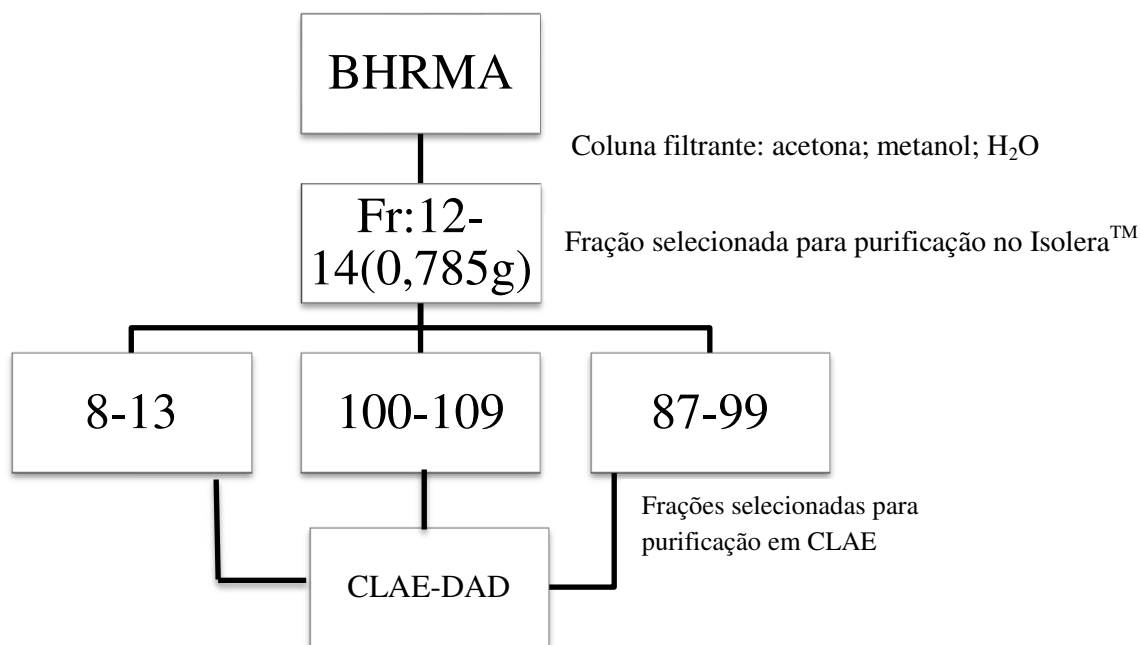 BHRMA
Coluna filtrante: acetona; metanol; H₂O
Fr:12-
14(0,785g)
Fração selecionada para purificação no Isolera™
8-13
100-109
87-99
Frações selecionadas para
purificação em CLAE
CLAE-DAD